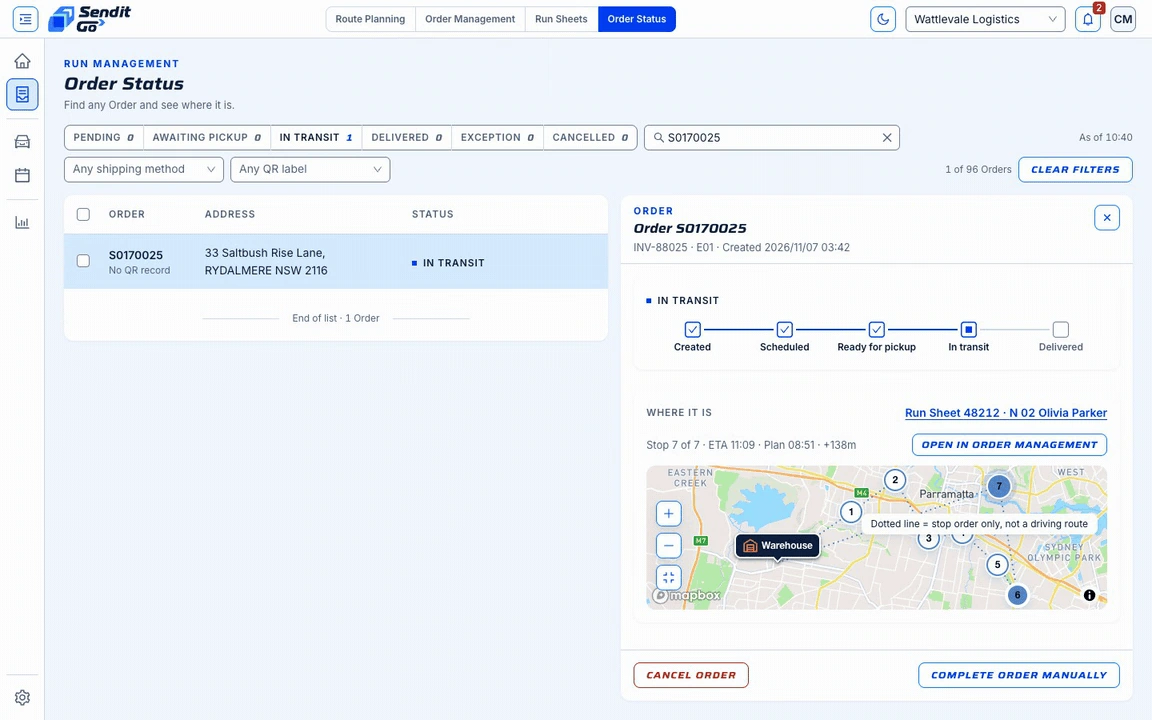 Sendit Go
Route Planning
Order Management
Run Sheets
Order Status
Wattlevale Logistics
2
CM
RUN MANAGEMENT
Order Status
Find any Order and see where it is.
PENDING 0
AWAITING PICKUP 0
IN TRANSIT 1
DELIVERED 0
EXCEPTION 0
CANCELLED 0
S0170025
As of 10:40
Any shipping method
Any QR label
1 of 96 Orders
CLEAR FILTERS
ORDER ADDRESS STATUS
S0170025
No QR record
33 Saltbush Rise Lane,
RYDALMERE NSW 2116
IN TRANSIT
End of list · 1 Order
ORDER
Order S0170025
INV-88025 · E01 · Created 2026/11/07 03:42
IN TRANSIT
Created
Scheduled
Ready for pickup
In transit
Delivered
WHERE IT IS
Run Sheet 48212 · N 02 Olivia Parker
Stop 7 of 7 · ETA 11:09 · Plan 08:51 · +138m
OPEN IN ORDER MANAGEMENT
EASTERN
CREEK
WEST
2
M4
Parramatta
7
1
Dotted line = stop order only, not a driving route
3
M7
Warehouse
SYDNEY
OLYMPIC PARK
5
6
mapbox
CANCEL ORDER
COMPLETE ORDER MANUALLY